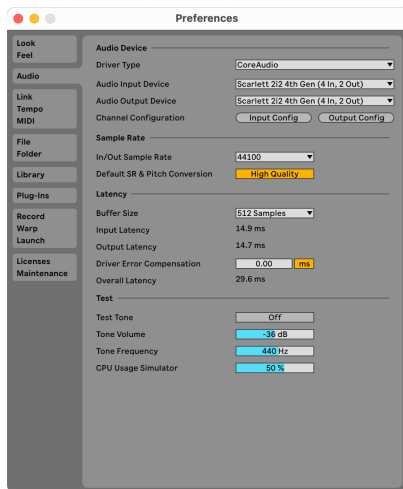 Preferences
Look
Feel
Audio
Link
Tempo
MIDI
File
Folder
Library
Plug-Ins
Record
Warp
Launch
Licenses
Maintenance
Audio Device
Driver Type CoreAudio
Audio Input Device Scarlett 2i2 4th Gen (4 In, 2 Out)
Audio Output Device Scarlett 2i2 4th Gen (4 In, 2 Out)
Channel Configuration Input Config Output Config
Sample Rate
In/Out Sample Rate 44100
Default SR & Pitch Conversion High Quality
Latency
Buffer Size 512 Samples
Input Latency 14.9 ms
Output Latency 14.7 ms
Driver Error Compensation 0.00 ms
Overall Latency 29.6 ms
Test
Test Tone Off
Tone Volume -36 dB
Tone Frequency 440 Hz
CPU Usage Simulator 50 %